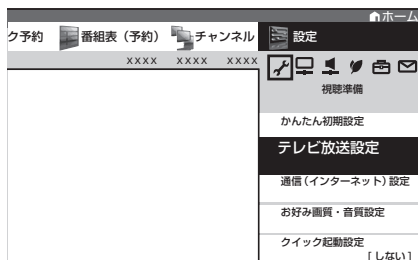 ホーム
ク予約 番組表（予約） チャンネル 設定
xxxx xxxx xxxx
視聴準備
かんたん初期設定
テレビ放送設定
通信（インターネット）設定
お好み画質・音質設定
クイック起動設定
[しない]